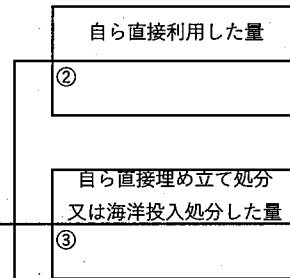 自ら直接利用した量
②
自ら直接埋め立て処分
又は海洋投入処分した量
③